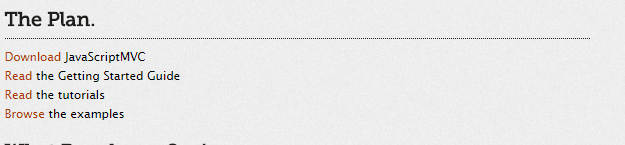 The Plan.
Download JavaScriptMVC
Read the Getting Started Guide
Read the tutorials
Browse the examples